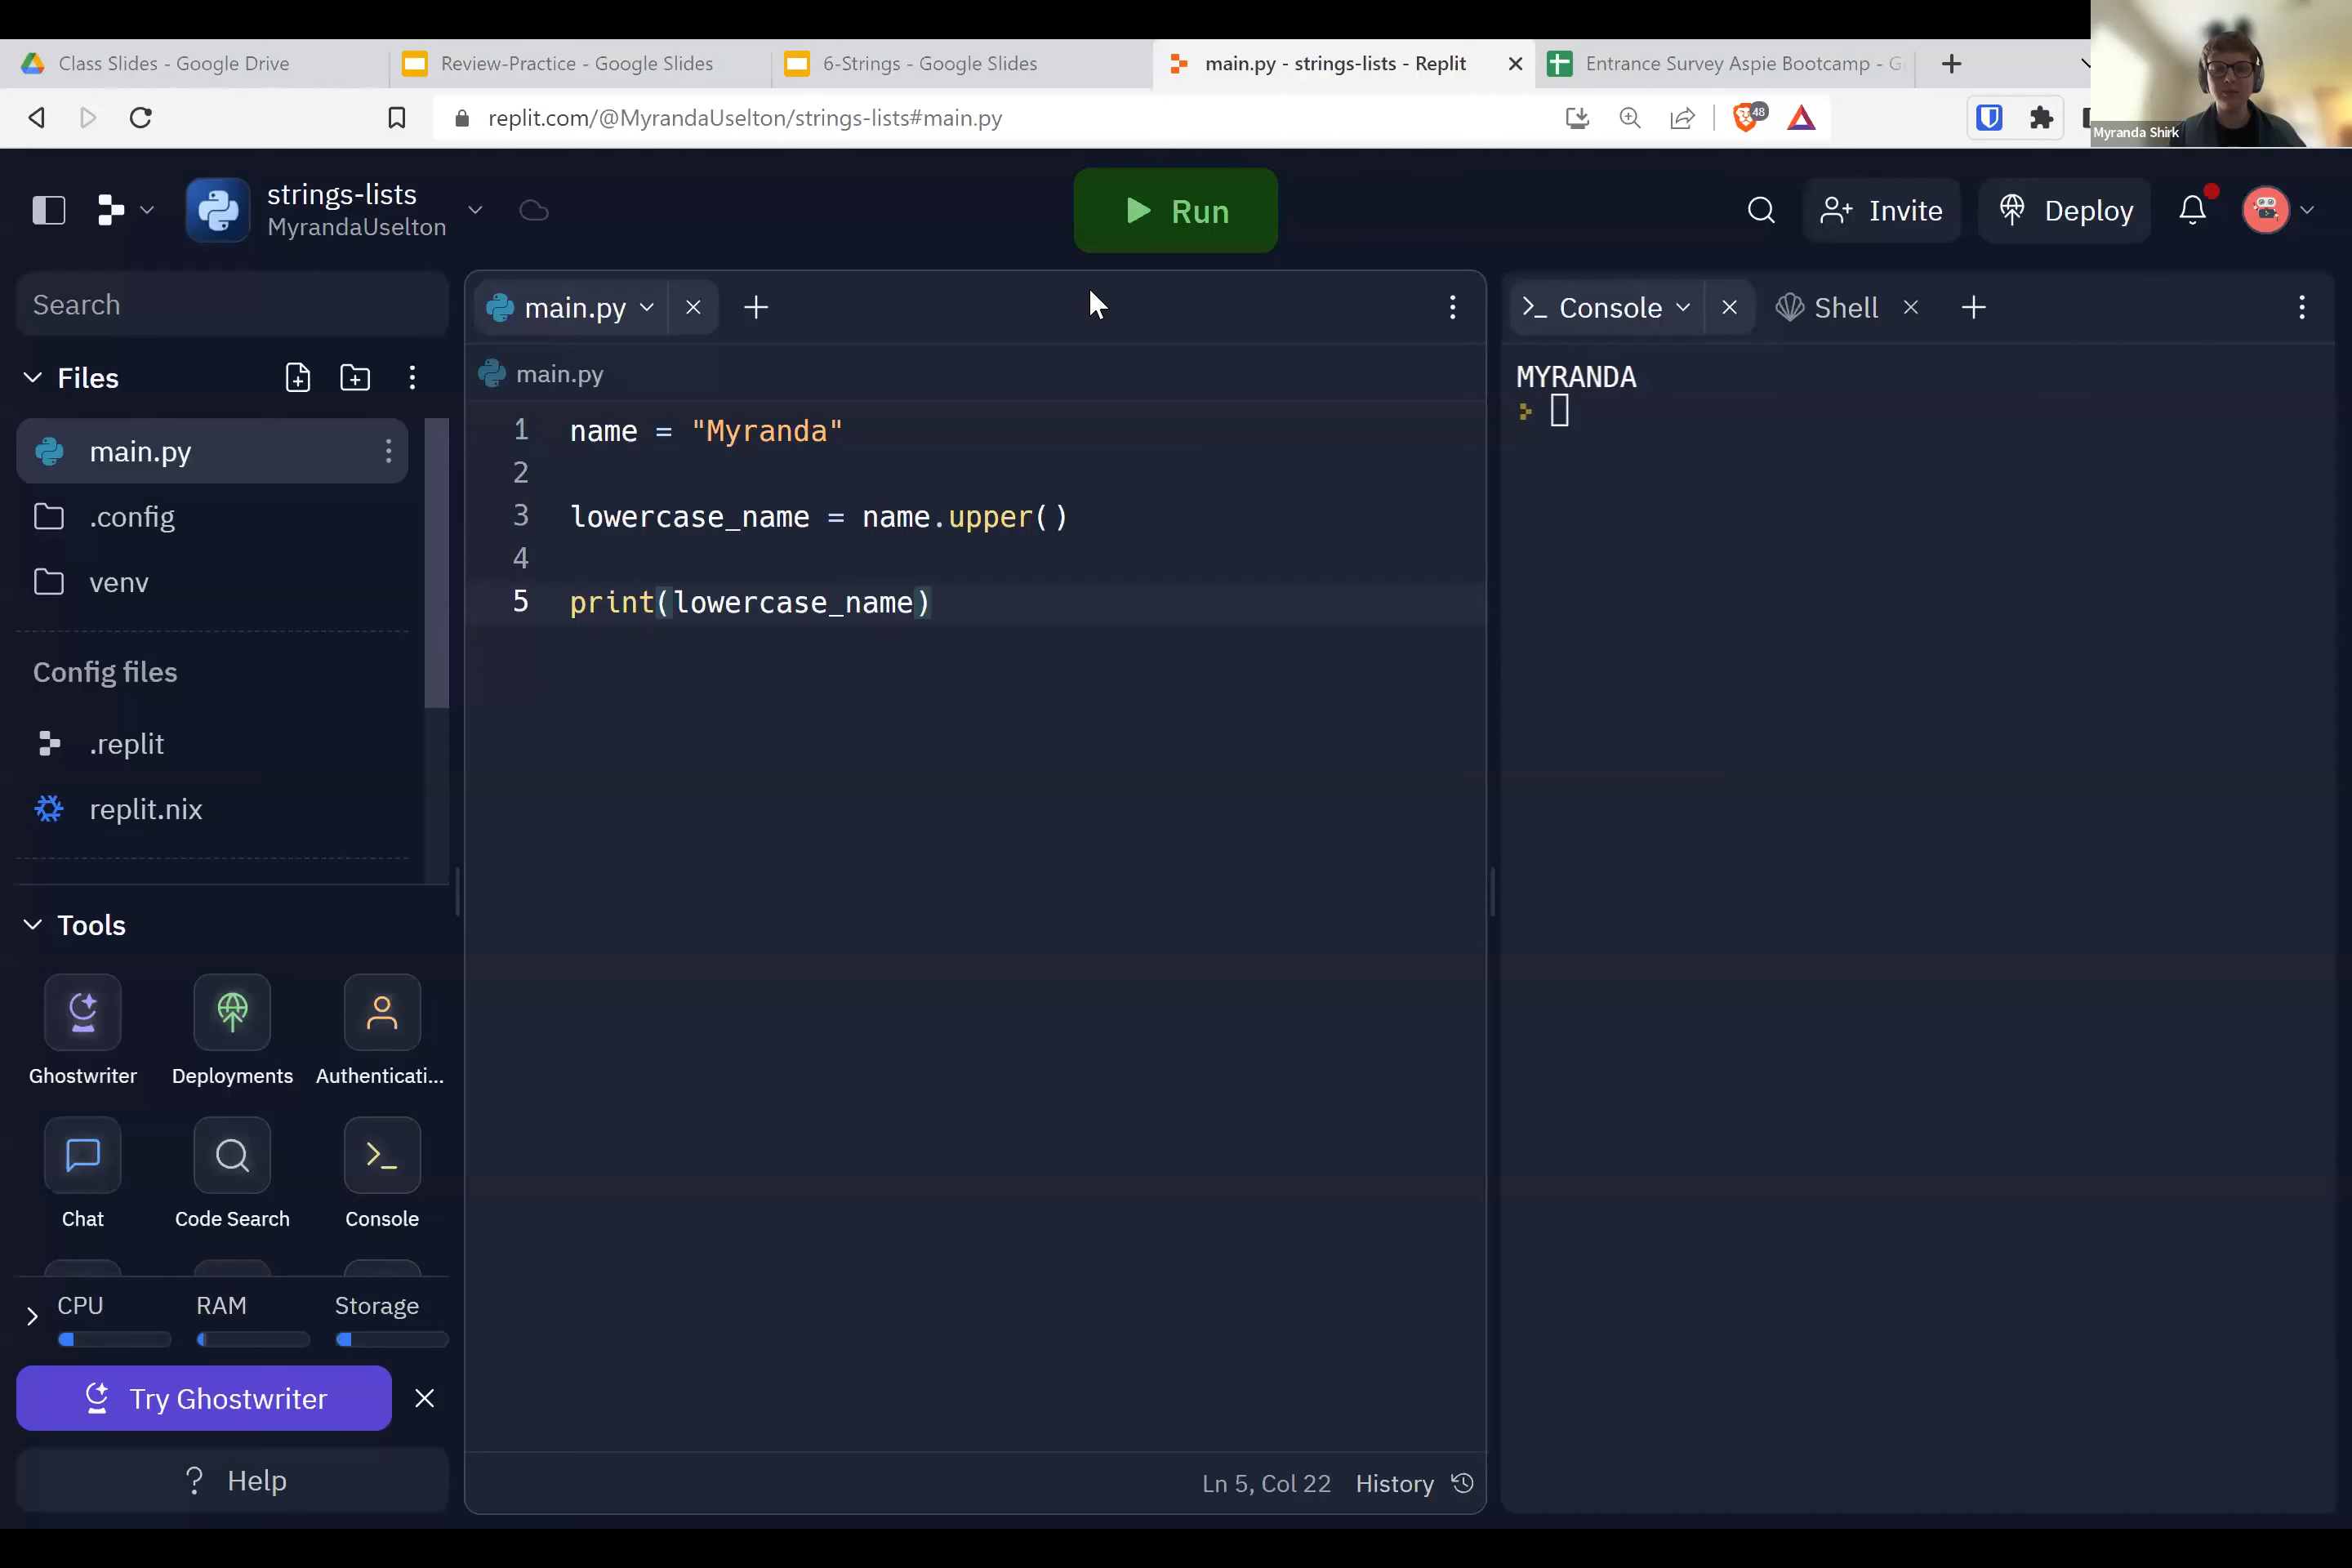 Class Slides - Google Drive
Review-Practice - Google Slides
6-Strings - Google Slides
main.py - strings-lists - Replit
Entrance Survey Aspie Bootcamp - G
replit.com/@MyrandaUselton/strings-lists#main.py
48
Myranda Shirk
strings-lists
MyrandaUselton
Run
Invite
Deploy
Search
Files
main.py
.config
venv
Config files
.replit
replit.nix
Tools
Ghostwriter
Deployments
Authenticati...
Chat
Code Search
Console
CPU
RAM
Storage
Try Ghostwriter
? Help
main.py
main.py
1 name = "Myranda"
2
3 lowercase_name = name.upper()
4
5 print(lowercase_name)
Ln 5, Col 22
History
Console
Shell
MYRANDA